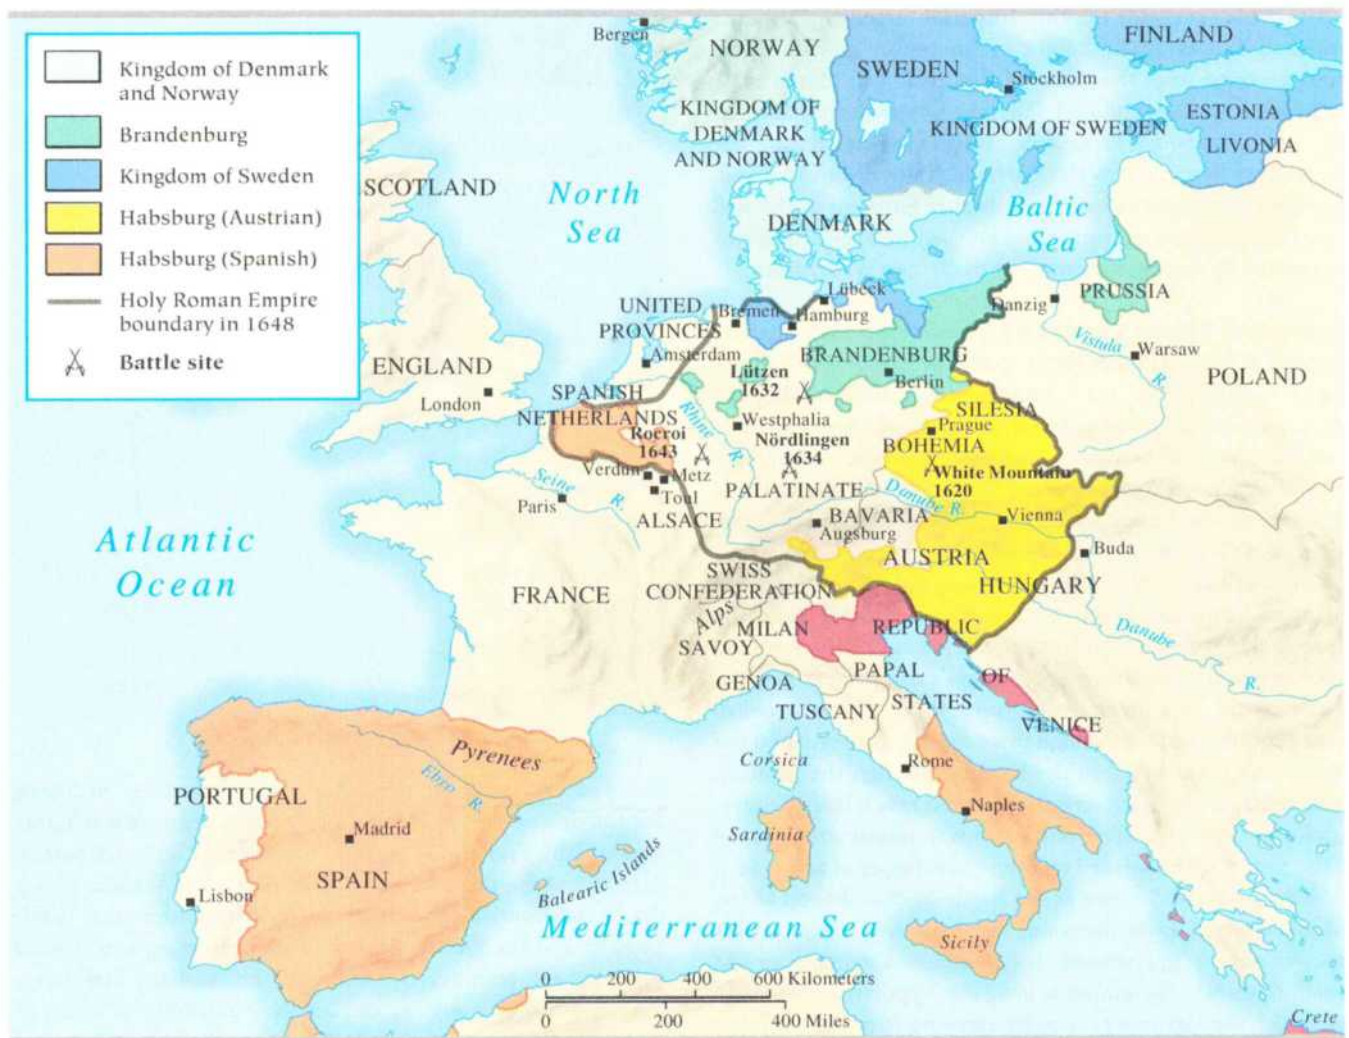 Kingdom of Denmark
and Norway
Brandenburg
Kingdom of Sweden
Habsburg (Austrian)
Habsburg (Spanish)
Holy Roman Empire
boundary in 1648
Battle site
Bergen
NORWAY
KINGDOM OF
DENMARK
AND NORWAY
SWEDEN
FINLAND
Stockholm
KINGDOM OF SWEDEN
ESTONIA
LIVONIA
SCOTLAND
North
Sea
DENMARK
Baltic
Sea
ENGLAND
London
UNITED
PROVINCES
Amsterdam
Bremen
Lübeck
Hamburg
Danzig
PRUSSIA
Vistula
R.
Warsaw
POLAND
BRANDENBURG
Berlin
Lützen
1632
SPANISH
NETHERLANDS
Rhine
R.
Westphalia
Rocroi
1643
Nördlingen
1634
SILESIA
Prague
BOHEMIA
White Mountain
1620
Verdun
Metz
Toul
Seine
R.
Paris
ALSACE
PALATINATE
Danube R.
BAVARIA
Augsburg
Vienna
AUSTRIA
Buda
HUNGARY
Atlantic
Ocean
FRANCE
SWISS
CONFEDERATION
Alps
MILAN
SAVOY
REPUBLIC
OF
VENICE
Danube
R.
GENOA
PAPAL
STATES
TUSCANY
Corsica
Rome
Naples
Sardinia
Sicily
Pyrenees
Ebro R.
PORTUGAL
Madrid
SPAIN
Lisbon
Balearic Islands
Mediterranean Sea
0 200 400 600 Kilometers
0 200 400 Miles
Crete